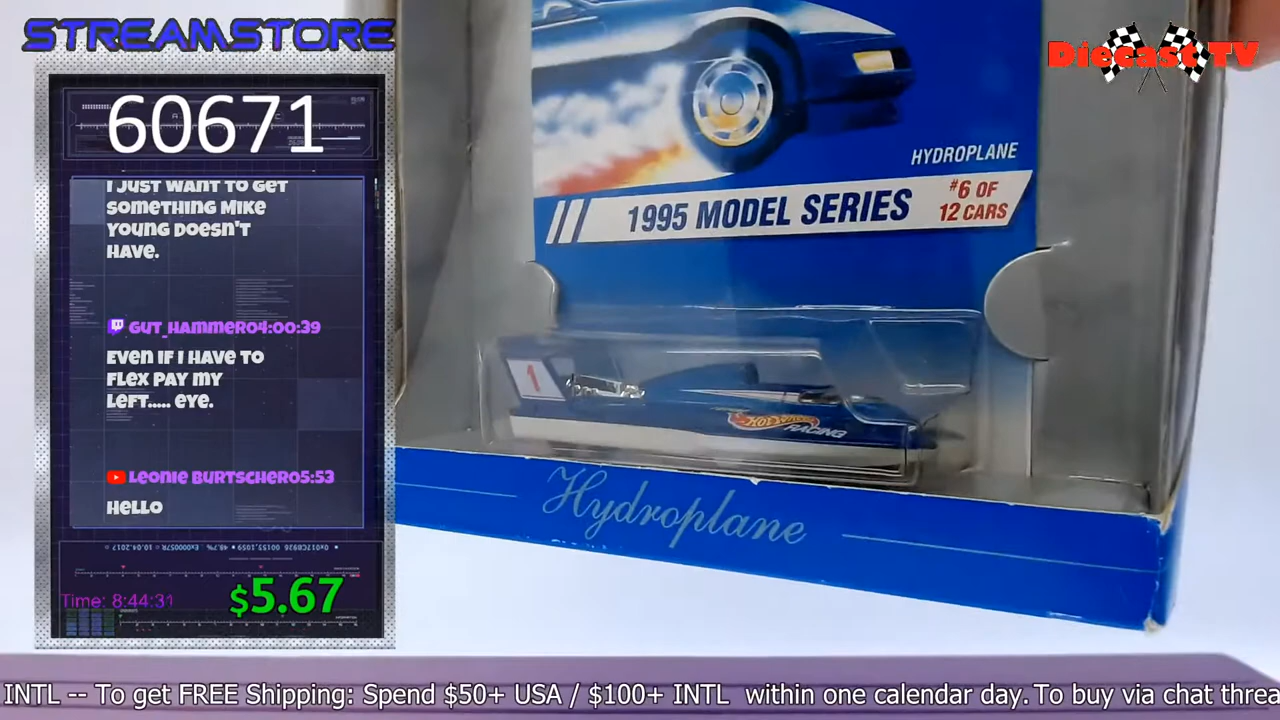 STREAMSTORE
60671
I JUST WANT TO GET
SOMETHING MIKE
YOUNG DOESN'T
HAVE.
GUT_HAMMER04:00:39
EVEN IF I HAVE TO
FLEX PAY MY
LEFT..... EYE.
LEONIE BURTSCHER05:53
HELLO
Time: 8:44:31
$5.67
Diecast TV
HYDROPLANE
1995 MODEL SERIES
#6 OF
12 CARS
1
HOT WHEELS
RACING
Hydroplane
INTL -- To get FREE Shipping: Spend $50+ USA / $100+ INTL within one calendar day. To buy via chat threa